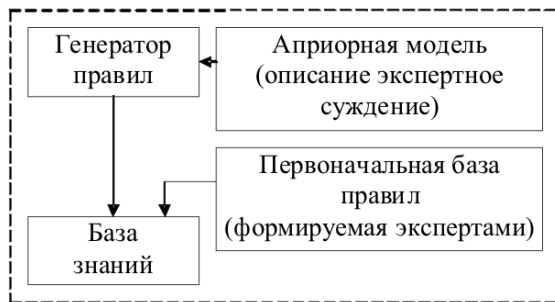 Генератор
правил
Априорная модель
(описание экспертное
суждение)
Первоначальная база
правил
(формируемая экспертами)
База
знаний